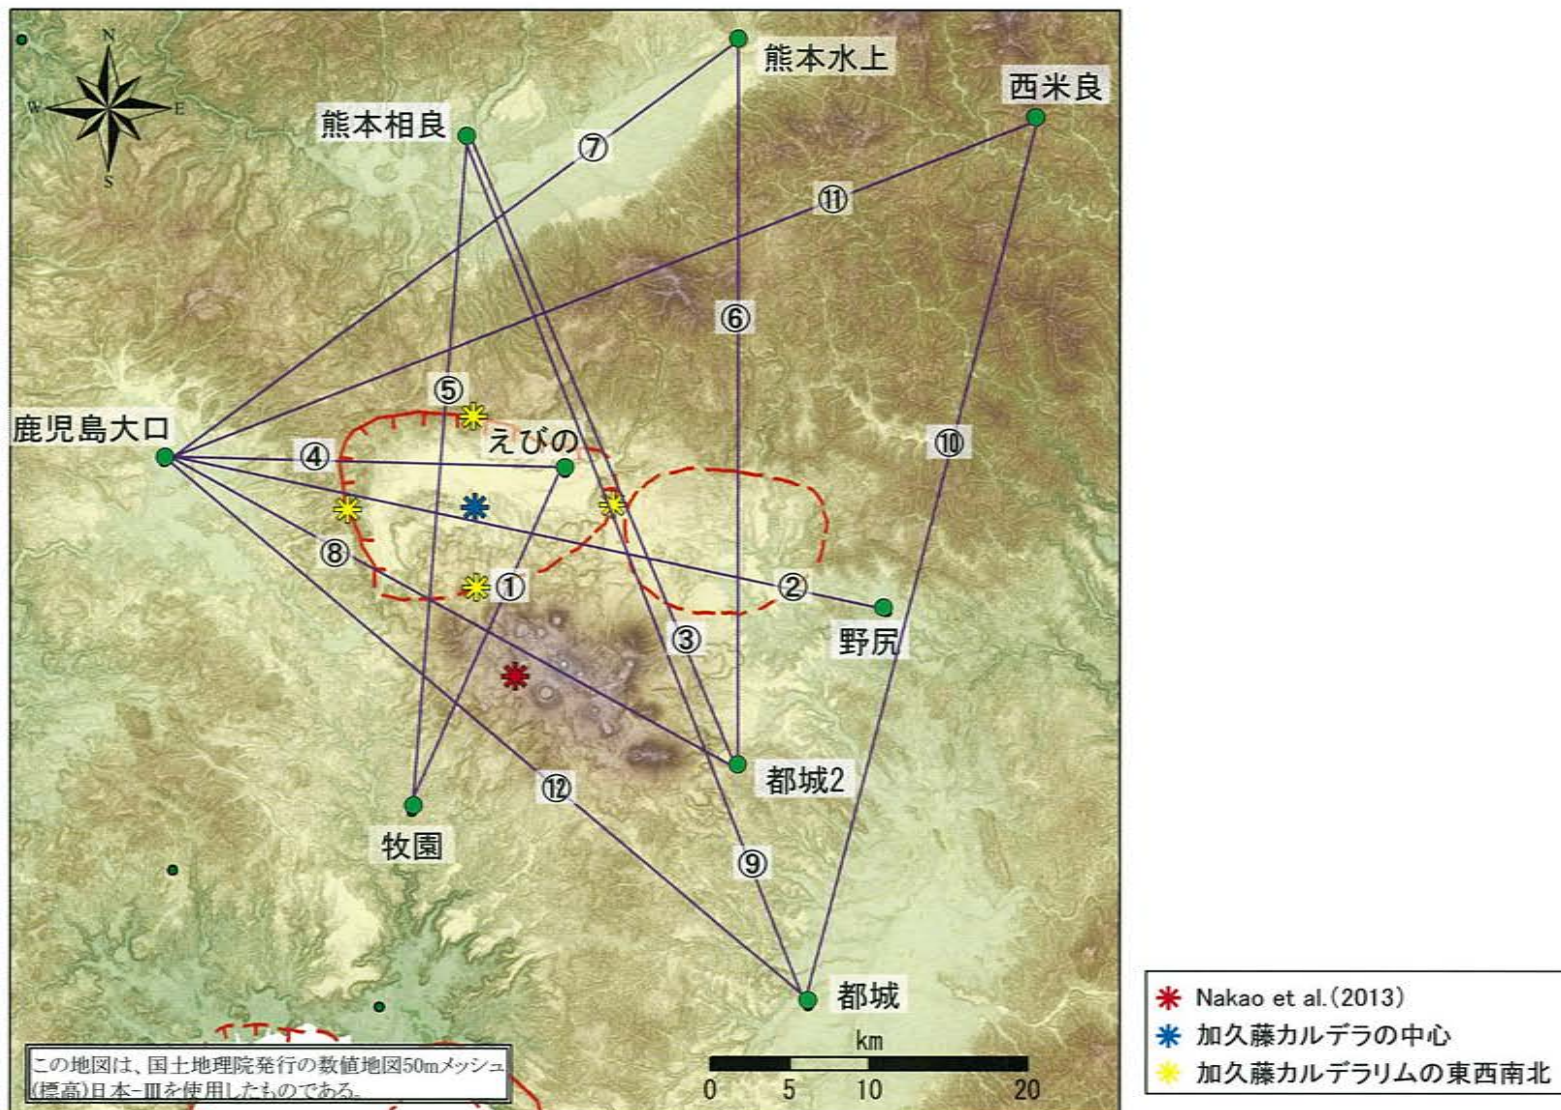 N
W
E
S
熊本水上
西米良
熊本相良
⑦
⑪
⑥
⑤
鹿児島大口
えびの
④
⑩
⑧
①
②
③
野尻
都城2
⑫
牧園
⑨
都城
km
0 5 10 20
この地図は、国土地理院発行の数値地図50mメッシュ
(標高)日本-Ⅲを使用したものである。
Nakao et al.(2013)
加久藤カルデラの中心
加久藤カルデラリムの東西南北